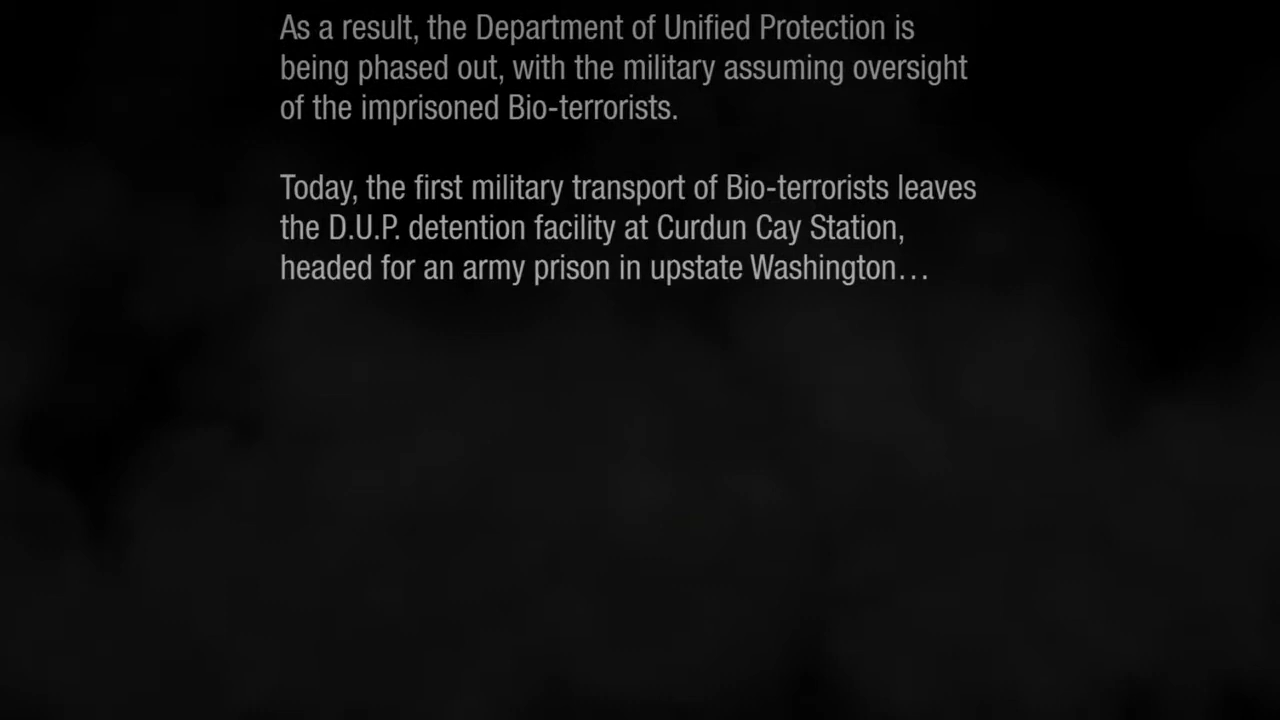 As a result, the Department of Unified Protection is
being phased out, with the military assuming oversight
of the imprisoned Bio-terrorists.
Today, the first military transport of Bio-terrorists leaves
the D.U.P. detention facility at Curdun Cay Station,
headed for an army prison in upstate Washington…